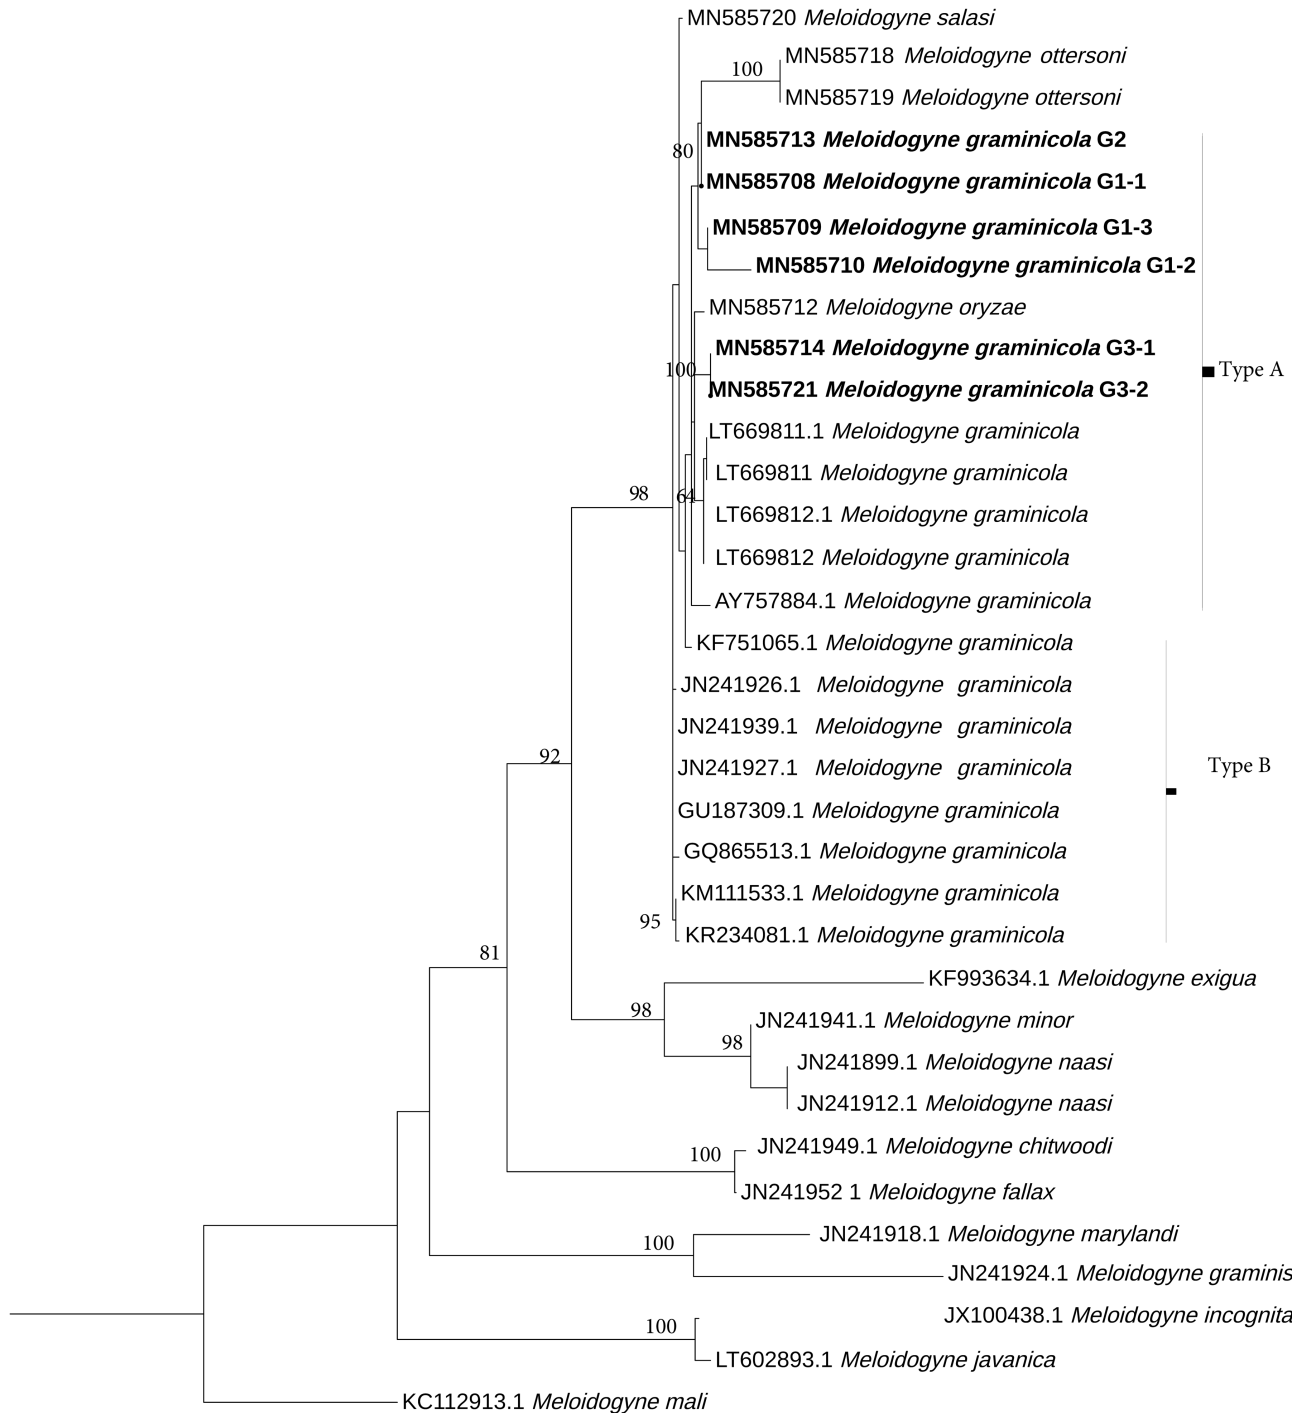 MN585720 Meloidogyne salasi
MN585718 Meloidogyne ottersoni
100
MN585719 Meloidogyne ottersoni
MN585713 Meloidogyne graminicola G2
80
MN585708 Meloidogyne graminicola G1-1
MN585709 Meloidogyne graminicola G1-3
MN585710 Meloidogyne graminicola G1-2
MN585712 Meloidogyne oryzae
MN585714 Meloidogyne graminicola G3-1
100
Type A
MN585721 Meloidogyne graminicola G3-2
LT669811.1 Meloidogyne graminicola
LT669811 Meloidogyne graminicola
98
64
LT669812.1 Meloidogyne graminicola
LT669812 Meloidogyne graminicola
AY757884.1 Meloidogyne graminicola
KF751065.1 Meloidogyne graminicola
JN241926.1 Meloidogyne graminicola
JN241939.1 Meloidogyne graminicola
92
JN241927.1 Meloidogyne graminicola
Type B
GU187309.1 Meloidogyne graminicola
GQ865513.1 Meloidogyne graminicola
KM111533.1 Meloidogyne graminicola
95
KR234081.1 Meloidogyne graminicola
81
KF993634.1 Meloidogyne exigua
98
JN241941.1 Meloidogyne minor
98
JN241899.1 Meloidogyne naasi
JN241912.1 Meloidogyne naasi
JN241949.1 Meloidogyne chitwoodi
100
JN241952 1 Meloidogyne fallax
JN241918.1 Meloidogyne marylandi
100
JN241924.1 Meloidogyne graminis
JX100438.1 Meloidogyne incognita
100
LT602893.1 Meloidogyne javanica
KC112913.1 Meloidogyne mali